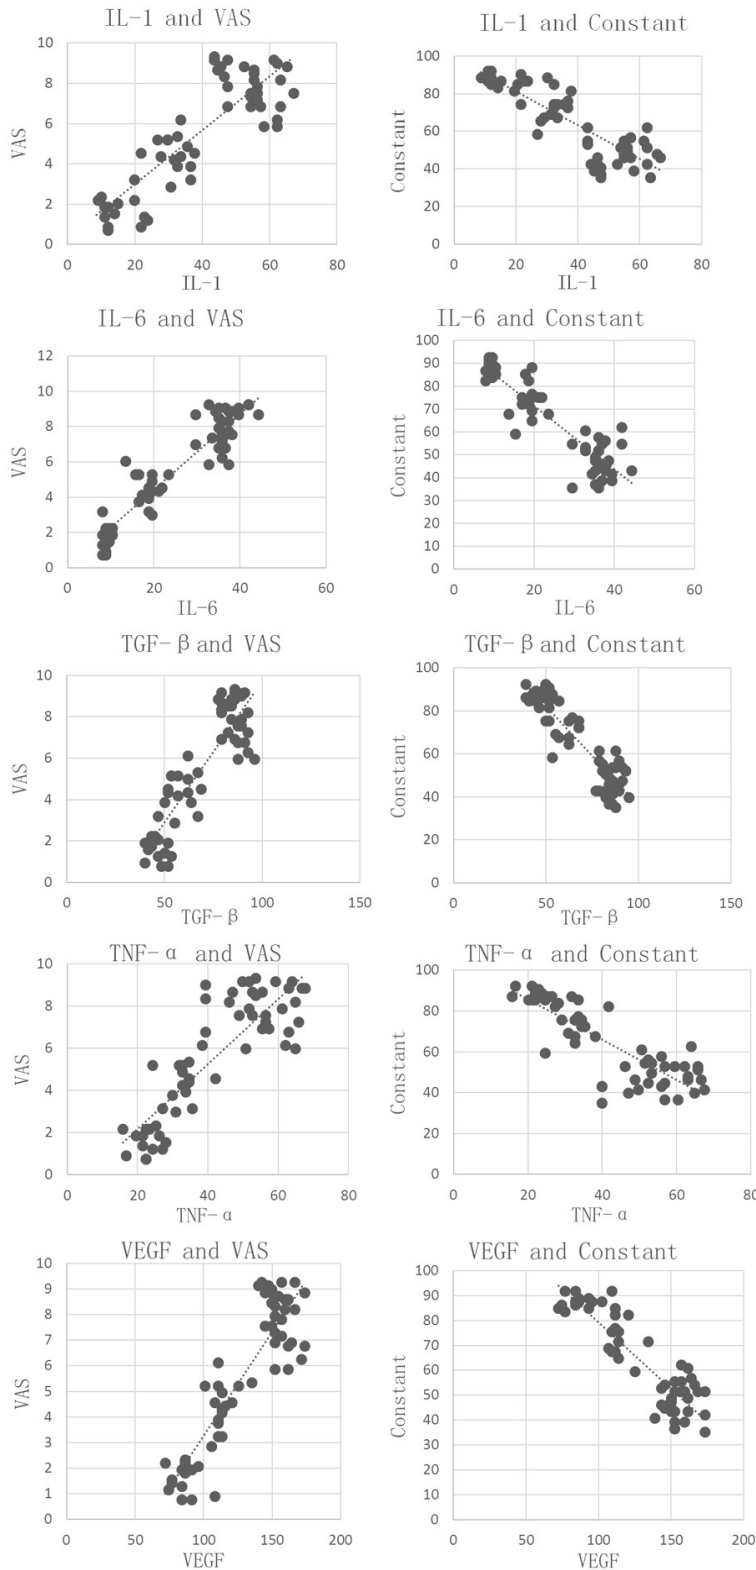 IL-1 and VAS
10
8
6
4
2
0
VAS
0 20 40 60 80
IL-1
IL-1 and Constant
100
80
60
40
20
0
Constant
0 20 40 60 80
IL-1
IL-6 and VAS
12
10
8
6
4
2
0
VAS
0 20 40 60
IL-6
IL-6 and Constant
100
90
80
70
60
50
40
30
20
10
0
Constant
0 20 40 60
IL-6
TGF-β and VAS
10
8
6
4
2
0
VAS
0 50 100 150
TGF-β
TGF-β and Constant
100
80
60
40
20
0
Constant
0 50 100 150
TGF-β
TNF-α and VAS
10
8
6
4
2
0
VAS
0 20 40 60 80
TNF-α
TNF-α and Constant
100
80
60
40
20
0
Constant
0 20 40 60 80
TNF-α
VEGF and VAS
10
9
8
7
6
5
4
3
2
1
0
VAS
0 50 100 150 200
VEGF
VEGF and Constant
100
90
80
70
60
50
40
30
20
10
0
Constant
0 50 100 150 200
VEGF